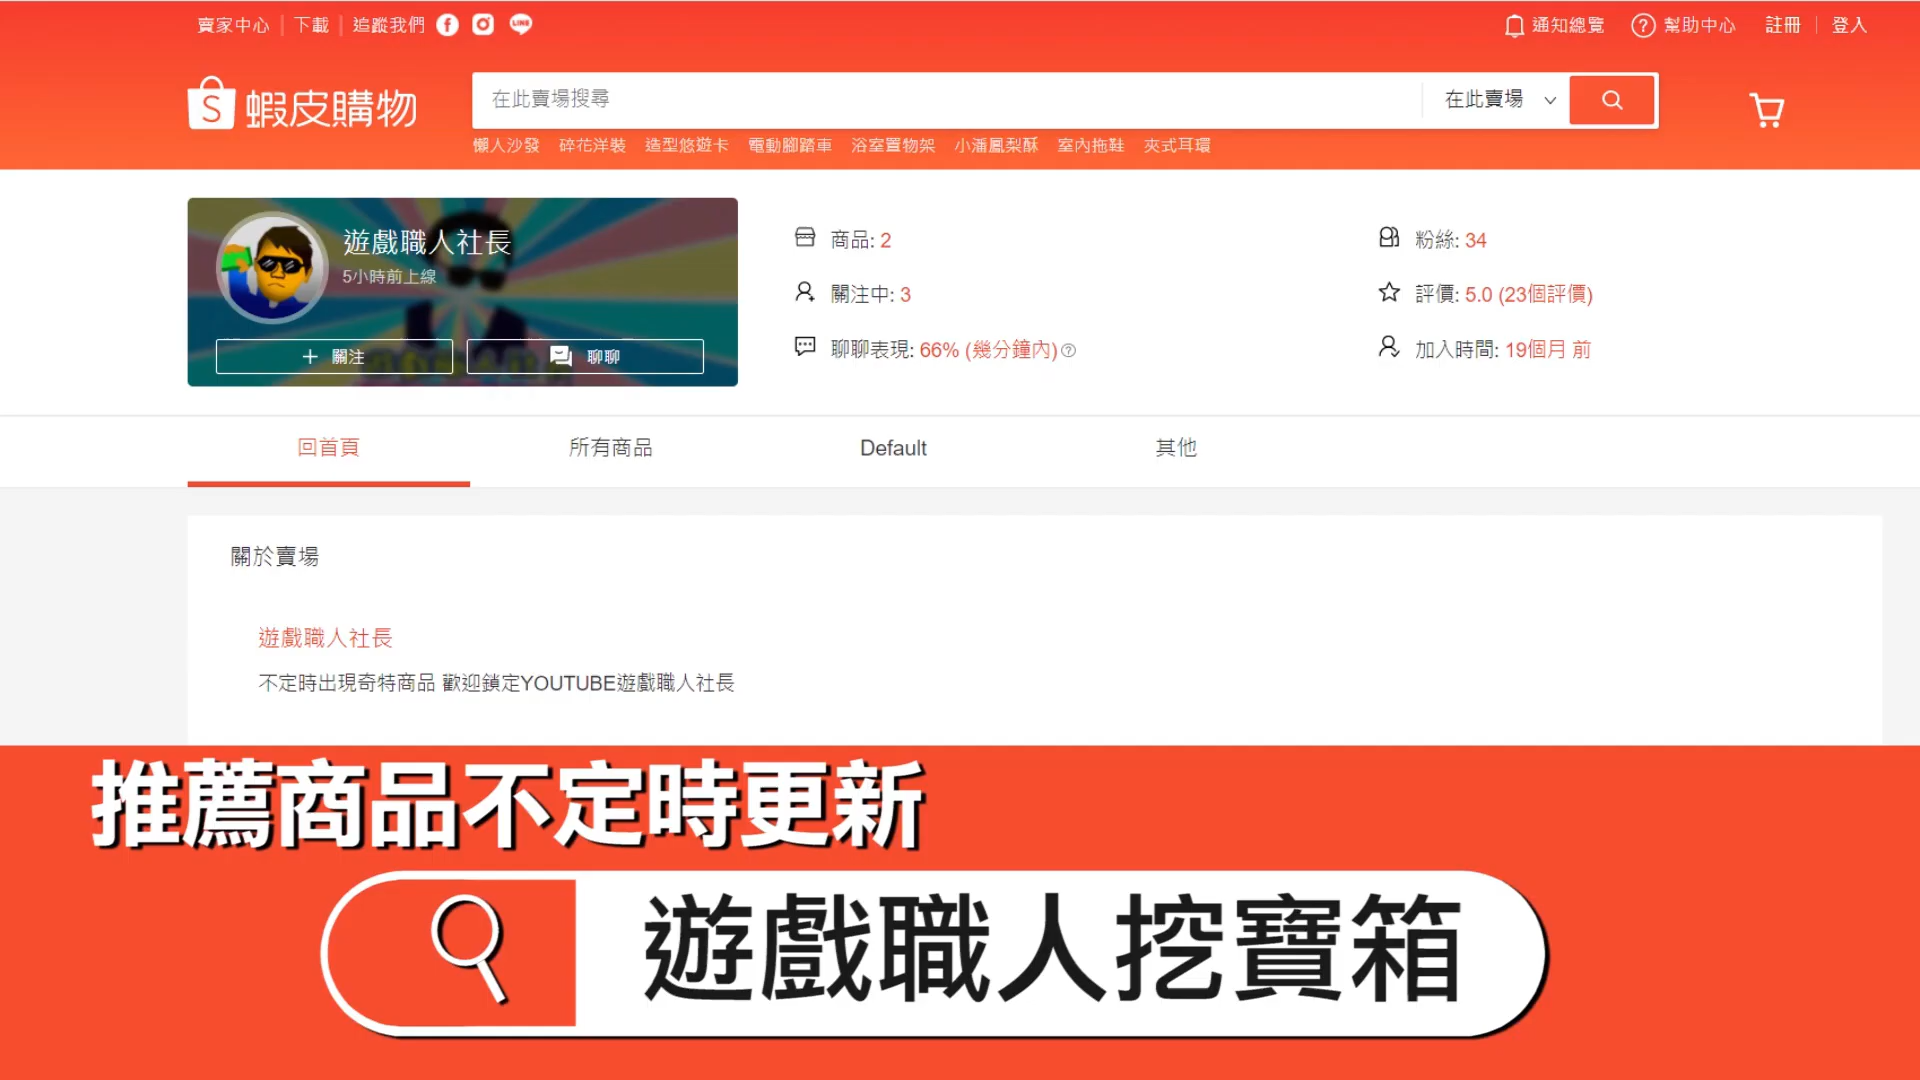 賣家中心 下載 追蹤我們 LINE 通知總覽 幫助中心 註冊 登入
蝦皮購物 在此賣場搜尋 在此賣場
懶人沙發 碎花洋裝 造型悠遊卡 電動腳踏車 浴室置物架 小潘鳳梨酥 室內拖鞋 夾式耳環
遊戲職人社長
5小時前上線
關注 聊聊
商品: 2
關注中: 3
聊聊表現: 66% (幾分鐘內)
粉絲: 34
評價: 5.0 (23個評價)
加入時間: 19個月 前
回首頁 所有商品 Default 其他
關於賣場
遊戲職人社長
不定時出現奇特商品 歡迎鎖定YOUTUBE遊戲職人社長
推薦商品不定時更新
遊戲職人挖寶箱